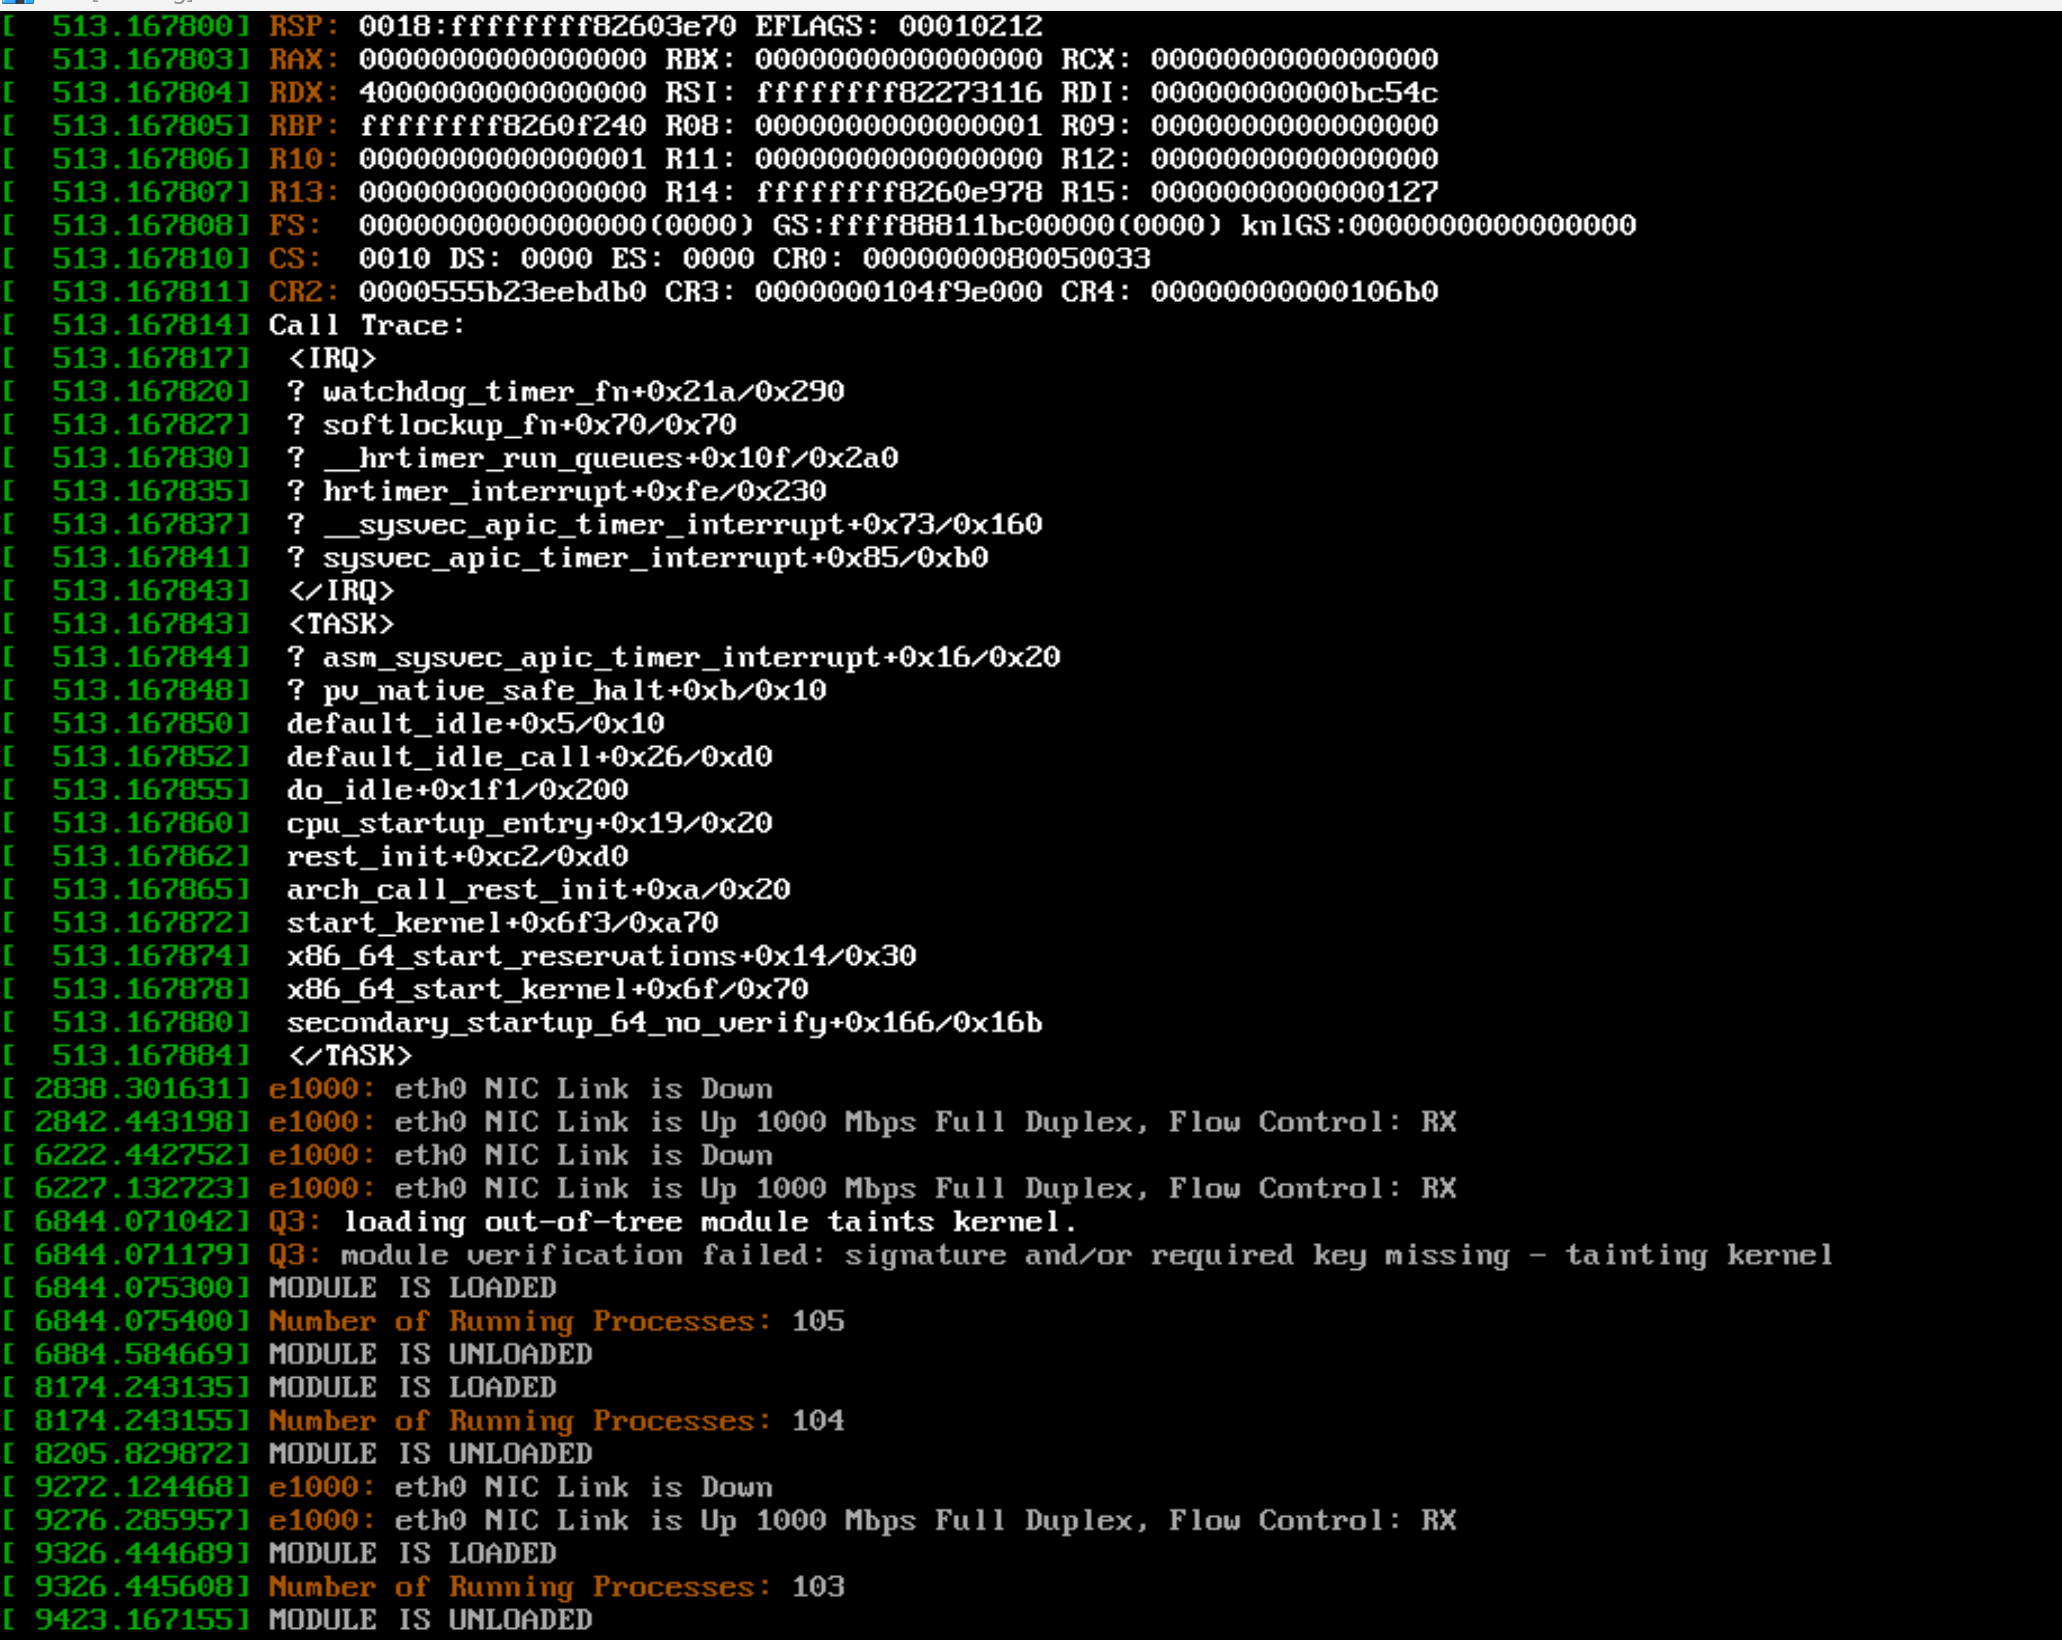 [  513.167800] RSP: 0018:ffffffff82603e70 EFLAGS: 00010212
[  513.167803] RAX: 0000000000000000 RBX: 0000000000000000 RCX: 0000000000000000
[  513.167804] RDX: 4000000000000000 RSI: ffffffff82273116 RDI: 00000000000bc54c
[  513.167805] RBP: ffffffff8260f240 R08: 0000000000000001 R09: 0000000000000000
[  513.167806] R10: 0000000000000001 R11: 0000000000000000 R12: 0000000000000000
[  513.167807] R13: 0000000000000000 R14: ffffffff8260e978 R15: 0000000000000127
[  513.167808] FS:  0000000000000000(0000) GS:ffff88811bc00000(0000) knlGS:0000000000000000
[  513.167810] CS:  0010 DS: 0000 ES: 0000 CR0: 0000000080050033
[  513.167811] CR2: 0000555b23eebdb0 CR3: 0000000104f9e000 CR4: 00000000000106b0
[  513.167814] Call Trace:
[  513.167817]  <IRQ>
[  513.167820]  ? watchdog_timer_fn+0x21a/0x290
[  513.167827]  ? softlockup_fn+0x70/0x70
[  513.167830]  ? __hrtimer_run_queues+0x10f/0x2a0
[  513.167835]  ? hrtimer_interrupt+0xfe/0x230
[  513.167837]  ? __sysvec_apic_timer_interrupt+0x73/0x160
[  513.167841]  ? sysvec_apic_timer_interrupt+0x85/0xb0
[  513.167843]  </IRQ>
[  513.167843]  <TASK>
[  513.167844]  ? asm_sysvec_apic_timer_interrupt+0x16/0x20
[  513.167848]  ? pv_native_safe_halt+0xb/0x10
[  513.167850]  default_idle+0x5/0x10
[  513.167852]  default_idle_call+0x26/0xd0
[  513.167855]  do_idle+0x1f1/0x200
[  513.167860]  cpu_startup_entry+0x19/0x20
[  513.167862]  rest_init+0xc2/0xd0
[  513.167865]  arch_call_rest_init+0xa/0x20
[  513.167872]  start_kernel+0x6f3/0xa70
[  513.167874]  x86_64_start_reservations+0x14/0x30
[  513.167878]  x86_64_start_kernel+0x6f/0x70
[  513.167880]  secondary_startup_64_no_verify+0x166/0x16b
[  513.167884]  </TASK>
[ 2838.301631] e1000: eth0 NIC Link is Down
[ 2842.443198] e1000: eth0 NIC Link is Up 1000 Mbps Full Duplex, Flow Control: RX
[ 6222.442752] e1000: eth0 NIC Link is Down
[ 6227.132723] e1000: eth0 NIC Link is Up 1000 Mbps Full Duplex, Flow Control: RX
[ 6844.071042] Q3: loading out-of-tree module taints kernel.
[ 6844.071179] Q3: module verification failed: signature and/or required key missing - tainting kernel
[ 6844.075300] MODULE IS LOADED
[ 6844.075400] Number of Running Processes: 105
[ 6884.584669] MODULE IS UNLOADED
[ 8174.243135] MODULE IS LOADED
[ 8174.243155] Number of Running Processes: 104
[ 8205.829872] MODULE IS UNLOADED
[ 9272.124468] e1000: eth0 NIC Link is Down
[ 9276.285957] e1000: eth0 NIC Link is Up 1000 Mbps Full Duplex, Flow Control: RX
[ 9326.444689] MODULE IS LOADED
[ 9326.445608] Number of Running Processes: 103
[ 9423.167155] MODULE IS UNLOADED